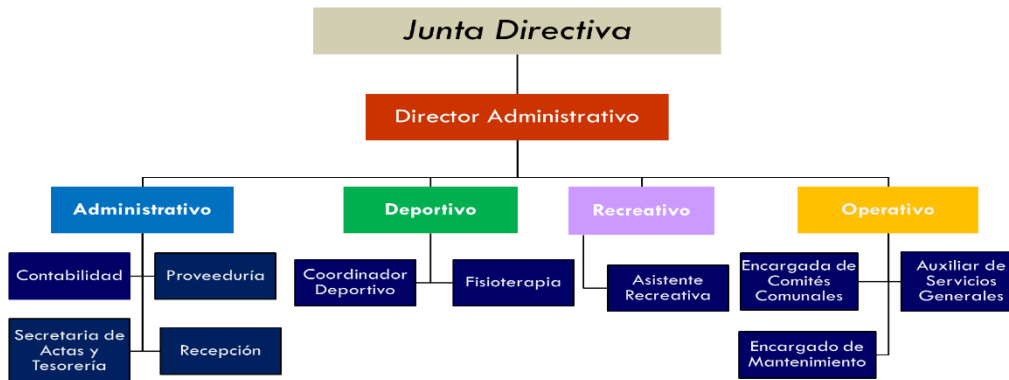 Junta Directiva
Director Administrativo
Administrativo
Deportivo
Recreativo
Operativo
Contabilidad
Proveeduría
Secretaria de
Actas y
Tesorería
Recepción
Coordinador
Deportivo
Fisioterapia
Asistente
Recreativa
Encargada de
Comités
Comunales
Auxiliar de
Servicios
Generales
Encargado de
Mantenimiento